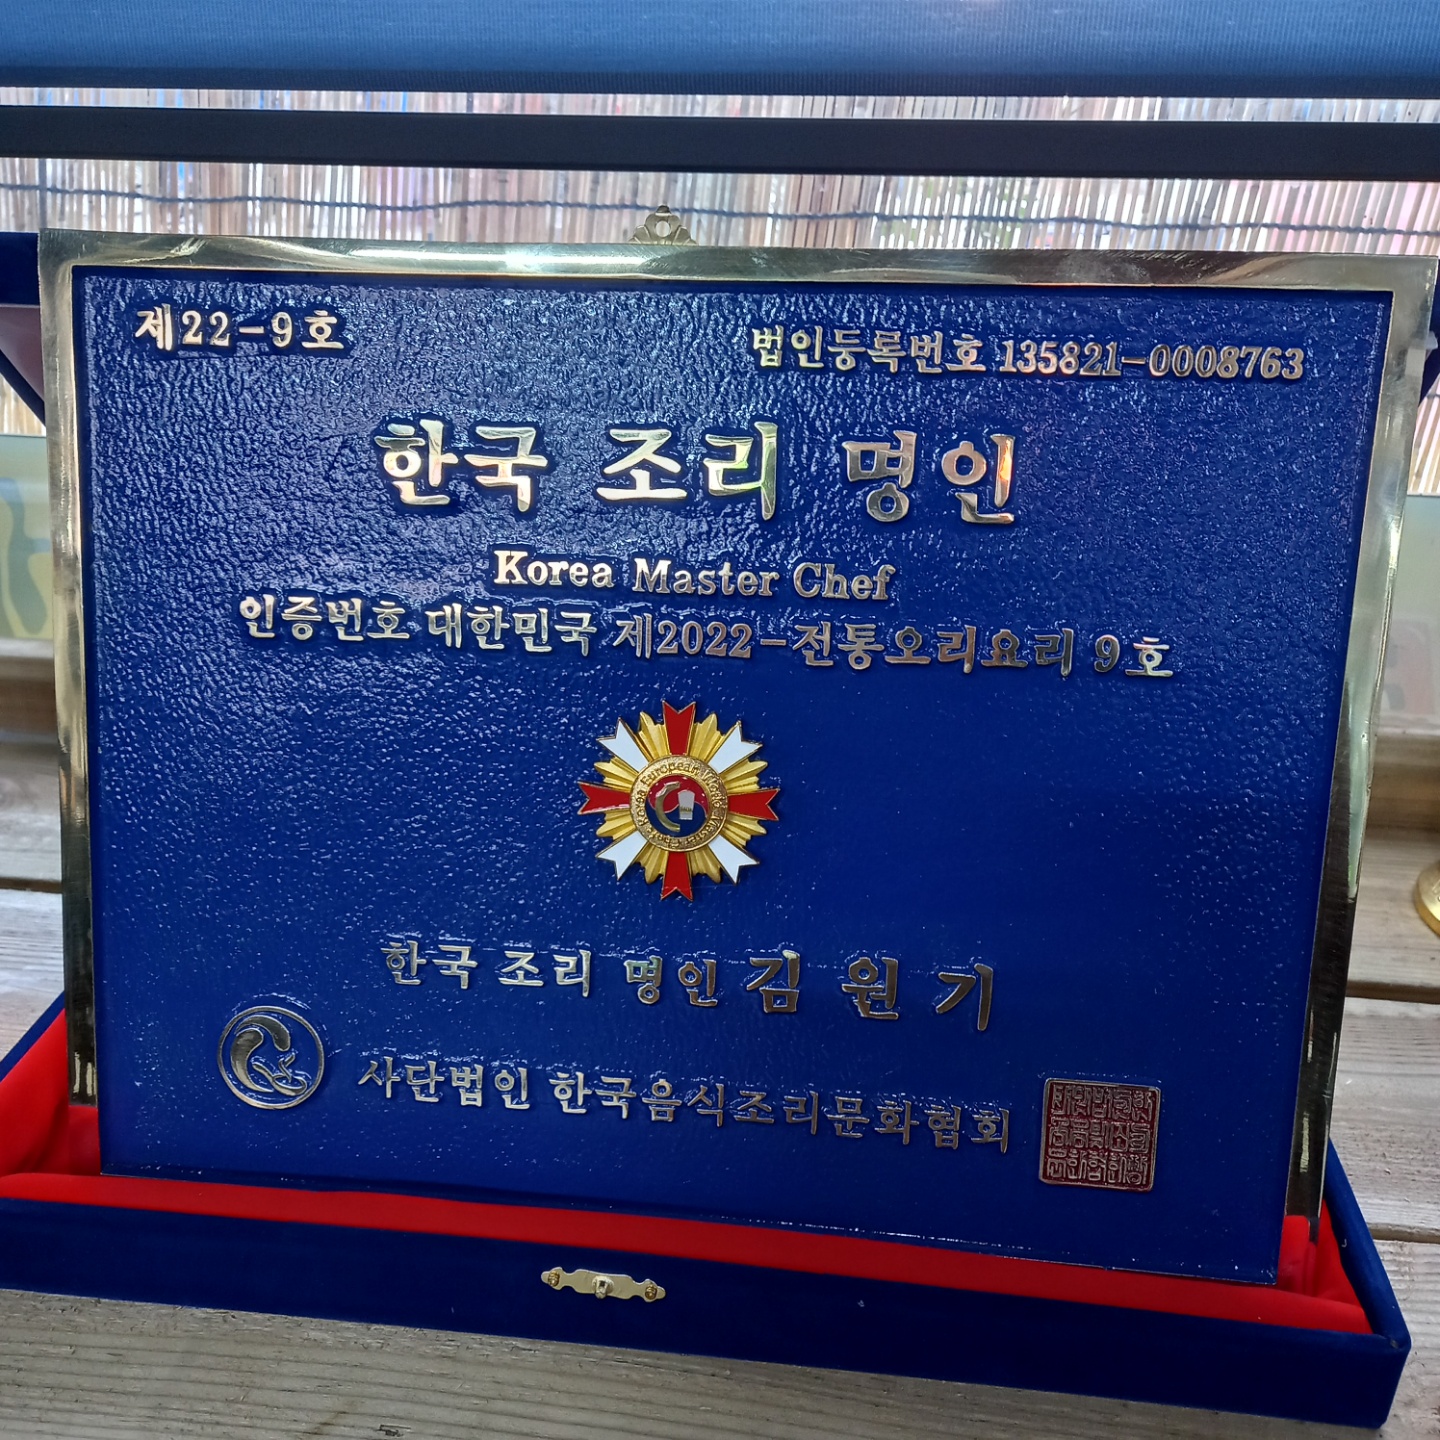 제22-9호
법인등록번호 135821-0008763
한국 조리 명인
Korea Master Chef
인증번호 대한민국 제2022-전통오리요리 9호
한국 조리 명인 김 원 기
사단법인 한국음식조리문화협회